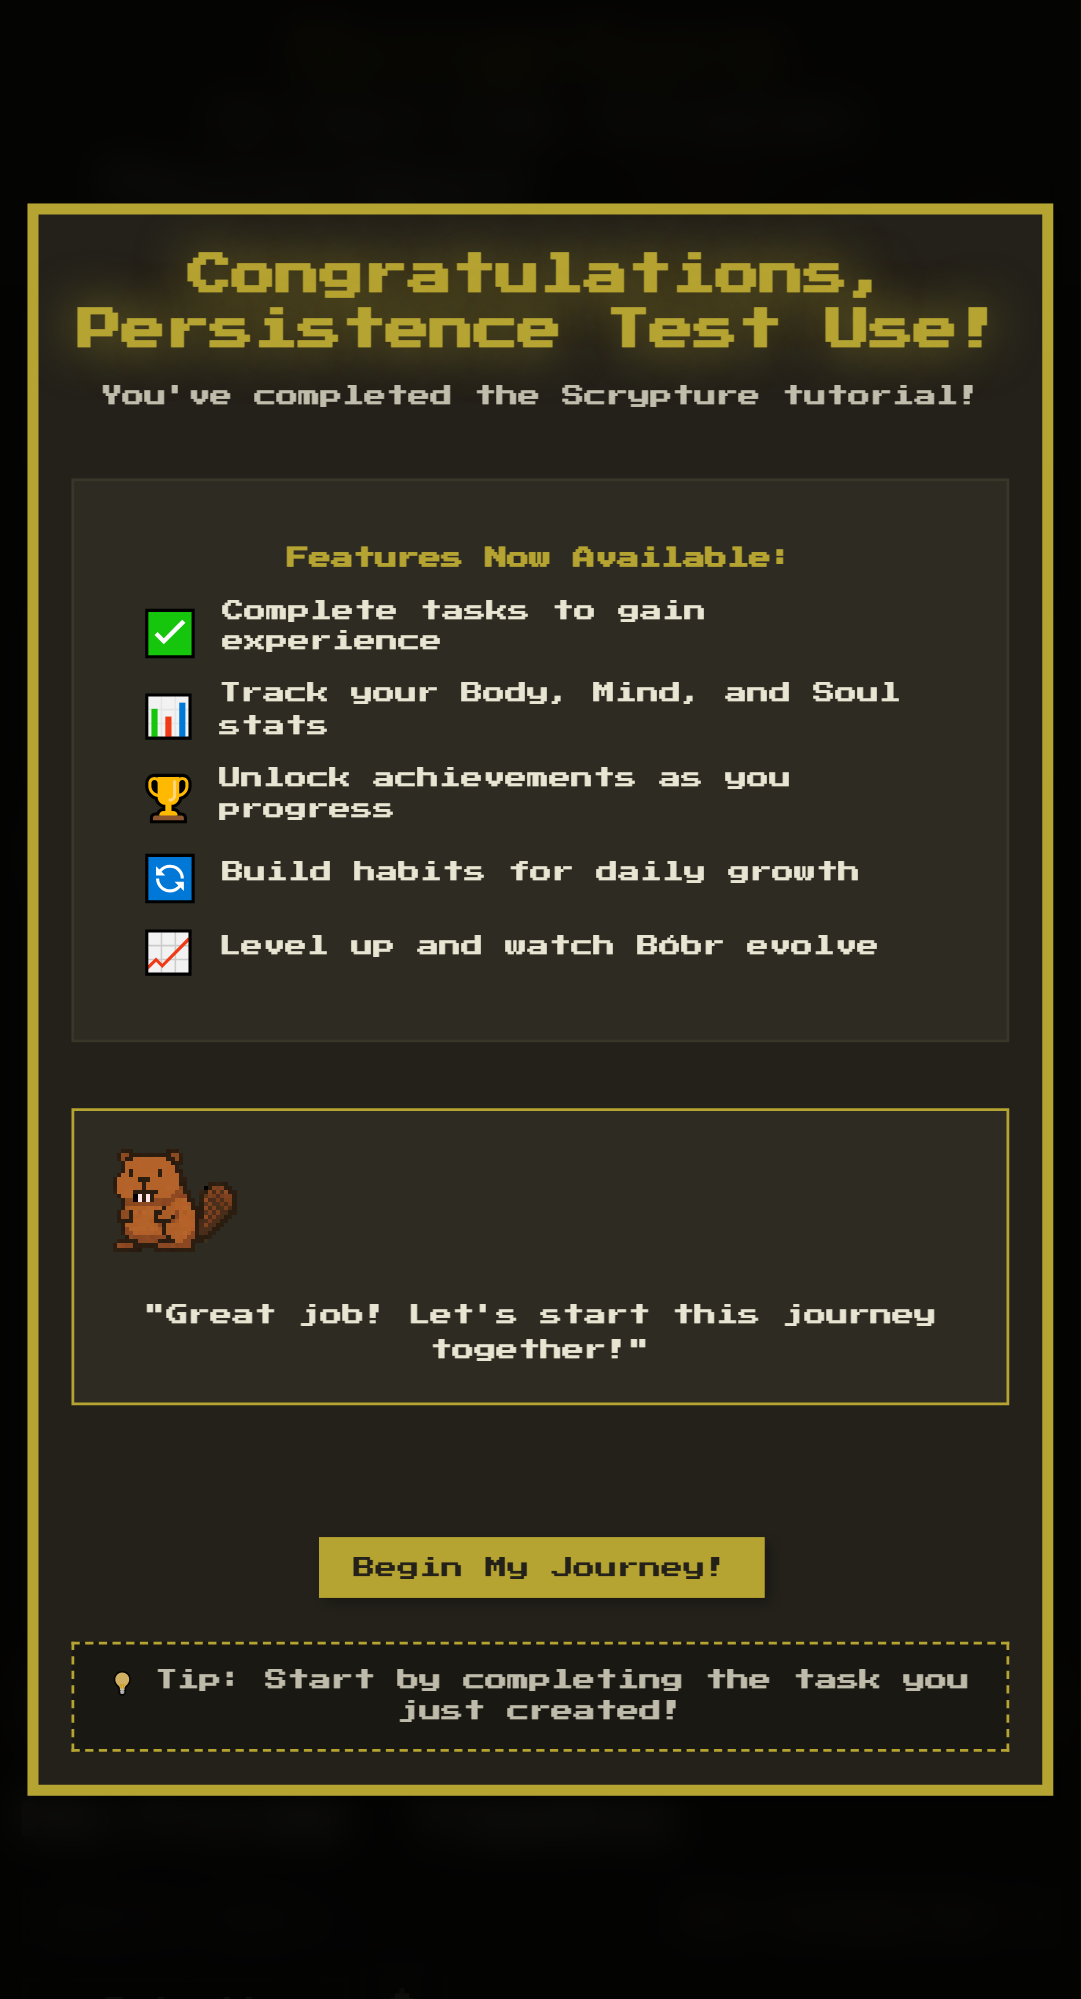 Congratulations,
Persistence Test Use!
You've completed the Scrypture tutorial!
Features Now Available:
Complete tasks to gain
experience
Track your Body, Mind, and Soul
stats
Unlock achievements as you
progress
Build habits for daily growth
Level up and watch Bóbr evolve
"Great job! Let's start this journey
together!"
Begin My Journey!
Tip: Start by completing the task you
just created!